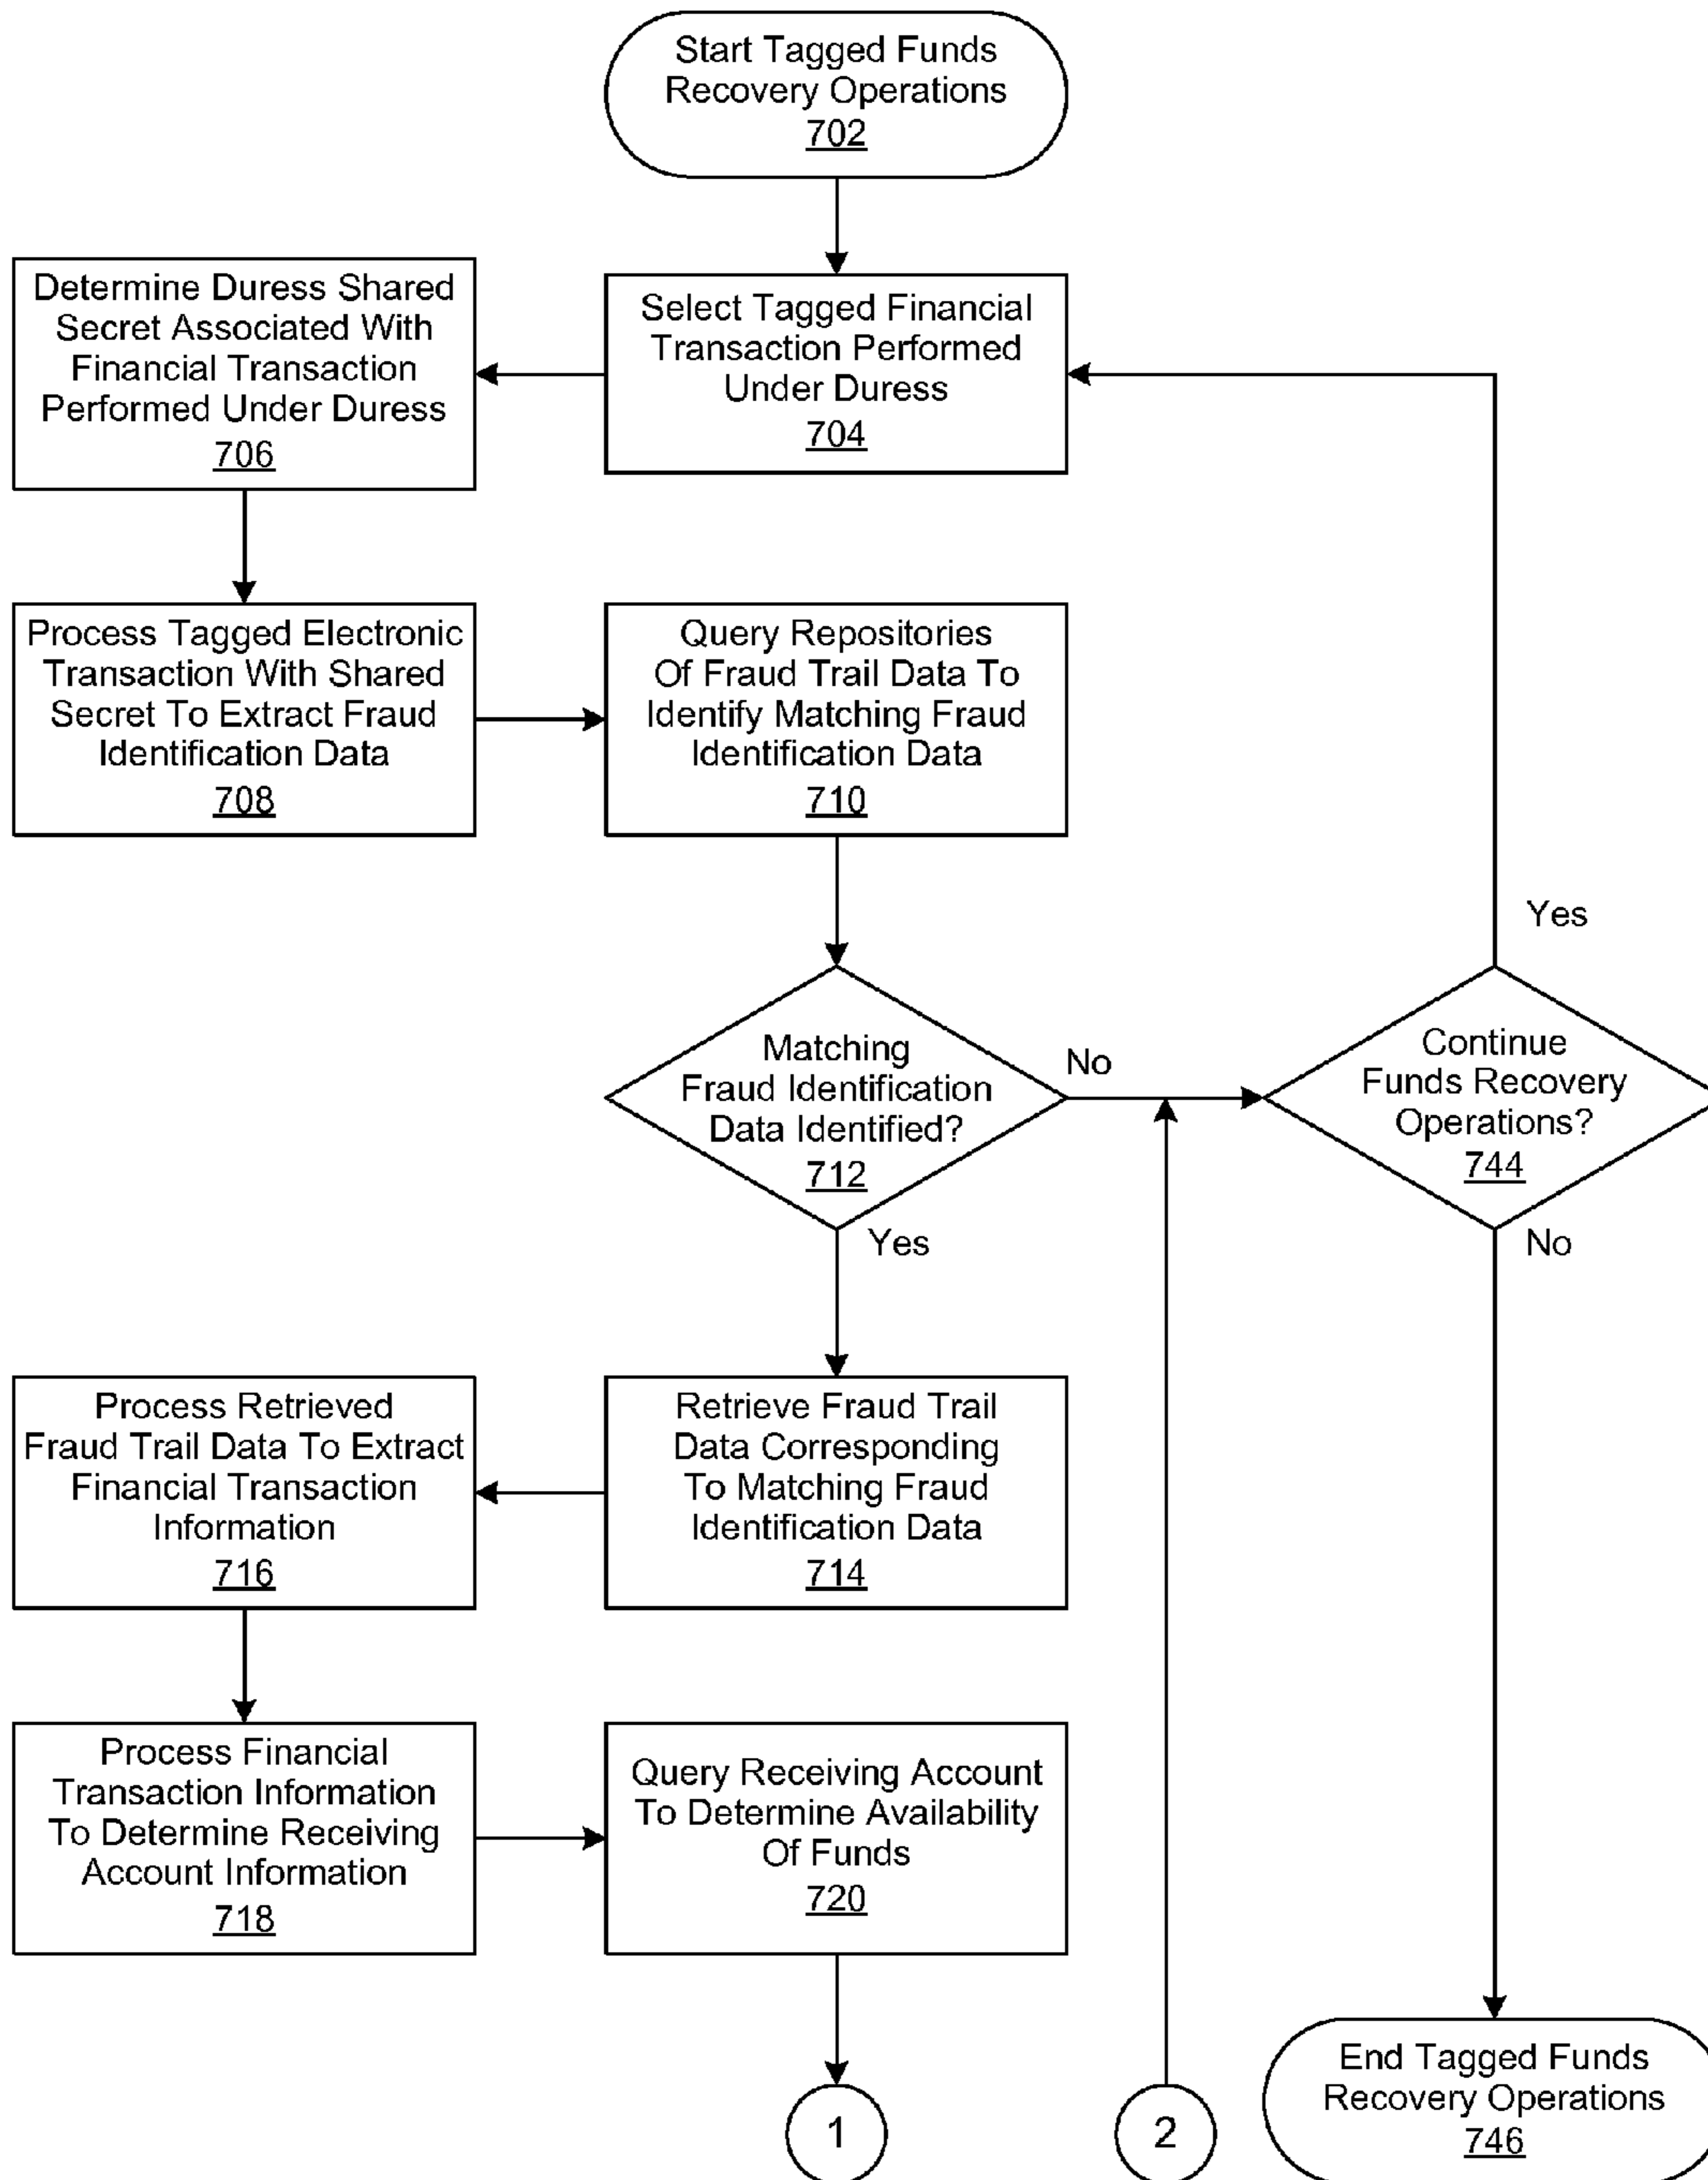 Start Tagged Funds
Recovery Operations
702
Select Tagged Financial
Transaction Performed
Under Duress
704
Determine Duress Shared
Secret Associated With
Financial Transaction
Performed Under Duress
706
Process Tagged Electronic
Transaction With Shared
Secret To Extract Fraud
Identification Data
708
Query Repositories
Of Fraud Trail Data To
Identify Matching Fraud
Identification Data
710
Matching
Fraud Identification
Data Identified?
712
No
Yes
Continue
Funds Recovery
Operations?
744
Yes
No
Retrieve Fraud Trail
Data Corresponding
To Matching Fraud
Identification Data
714
Process Retrieved
Fraud Trail Data To Extract
Financial Transaction
Information
716
Process Financial
Transaction Information
To Determine Receiving
Account Information
718
Query Receiving Account
To Determine Availability
Of Funds
720
1
2
End Tagged Funds
Recovery Operations
746